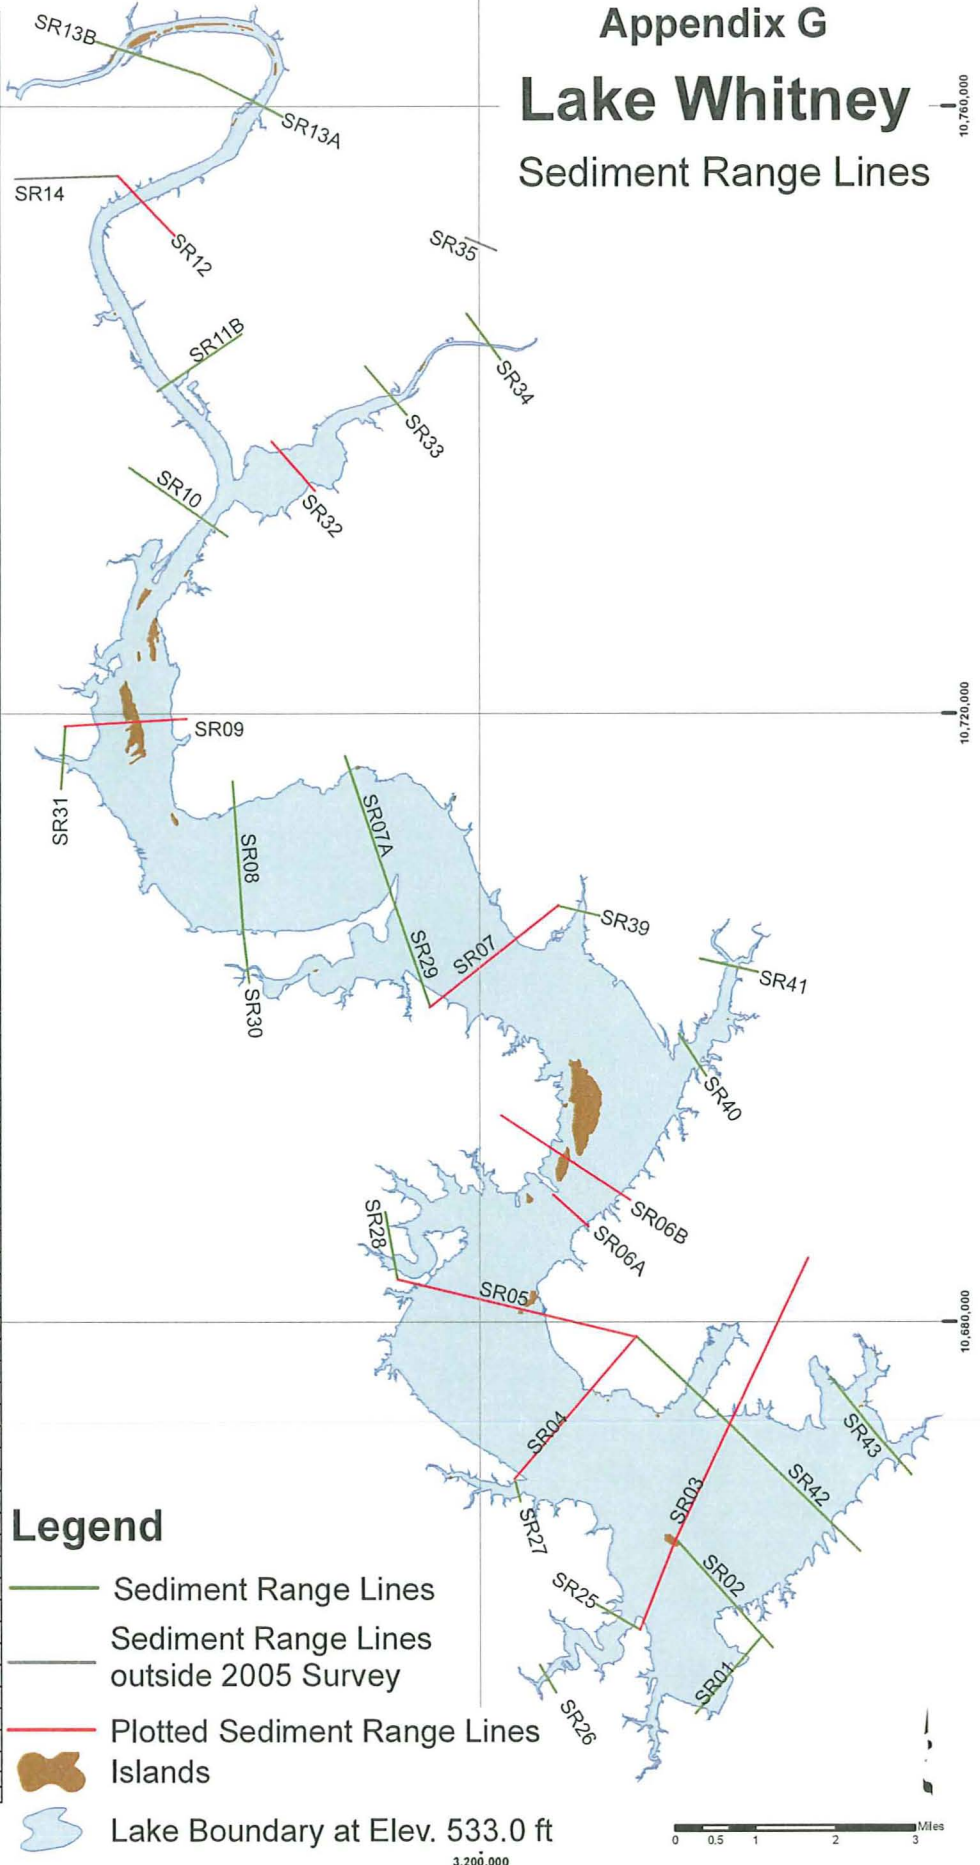 Appendix G
Lake Whitney
Sediment Range Lines
SR13B
10,760,000
SR13A
SR14
SR12
SR35
SR11B
SR34
SR33
SR10
SR32
10,720,000
SR09
SR31
SR07A
SR08
SR39
SR29
SR07
SR41
SR30
SR40
SR06B
SR28
SR06A
SR05
10,680,000
SR04
SR43
SR42
SR03
SR27
SR02
SR25
SR01
SR26
Legend
Sediment Range Lines
Sediment Range Lines
outside 2005 Survey
Plotted Sediment Range Lines
Islands
Lake Boundary at Elev. 533.0 ft
Miles
0 0.5 1 2 3
3,200,000